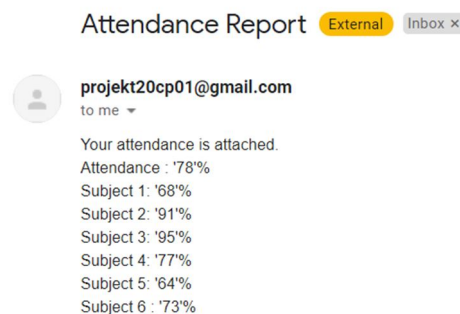 Attendance Report External Inbox ×
projekt20cp01@gmail.com
to me
Your attendance is attached.
Attendance : '78'%
Subject 1: '68'%
Subject 2: '91'%
Subject 3: '95'%
Subject 4: '77'%
Subject 5: '64'%
Subject 6 : '73'%